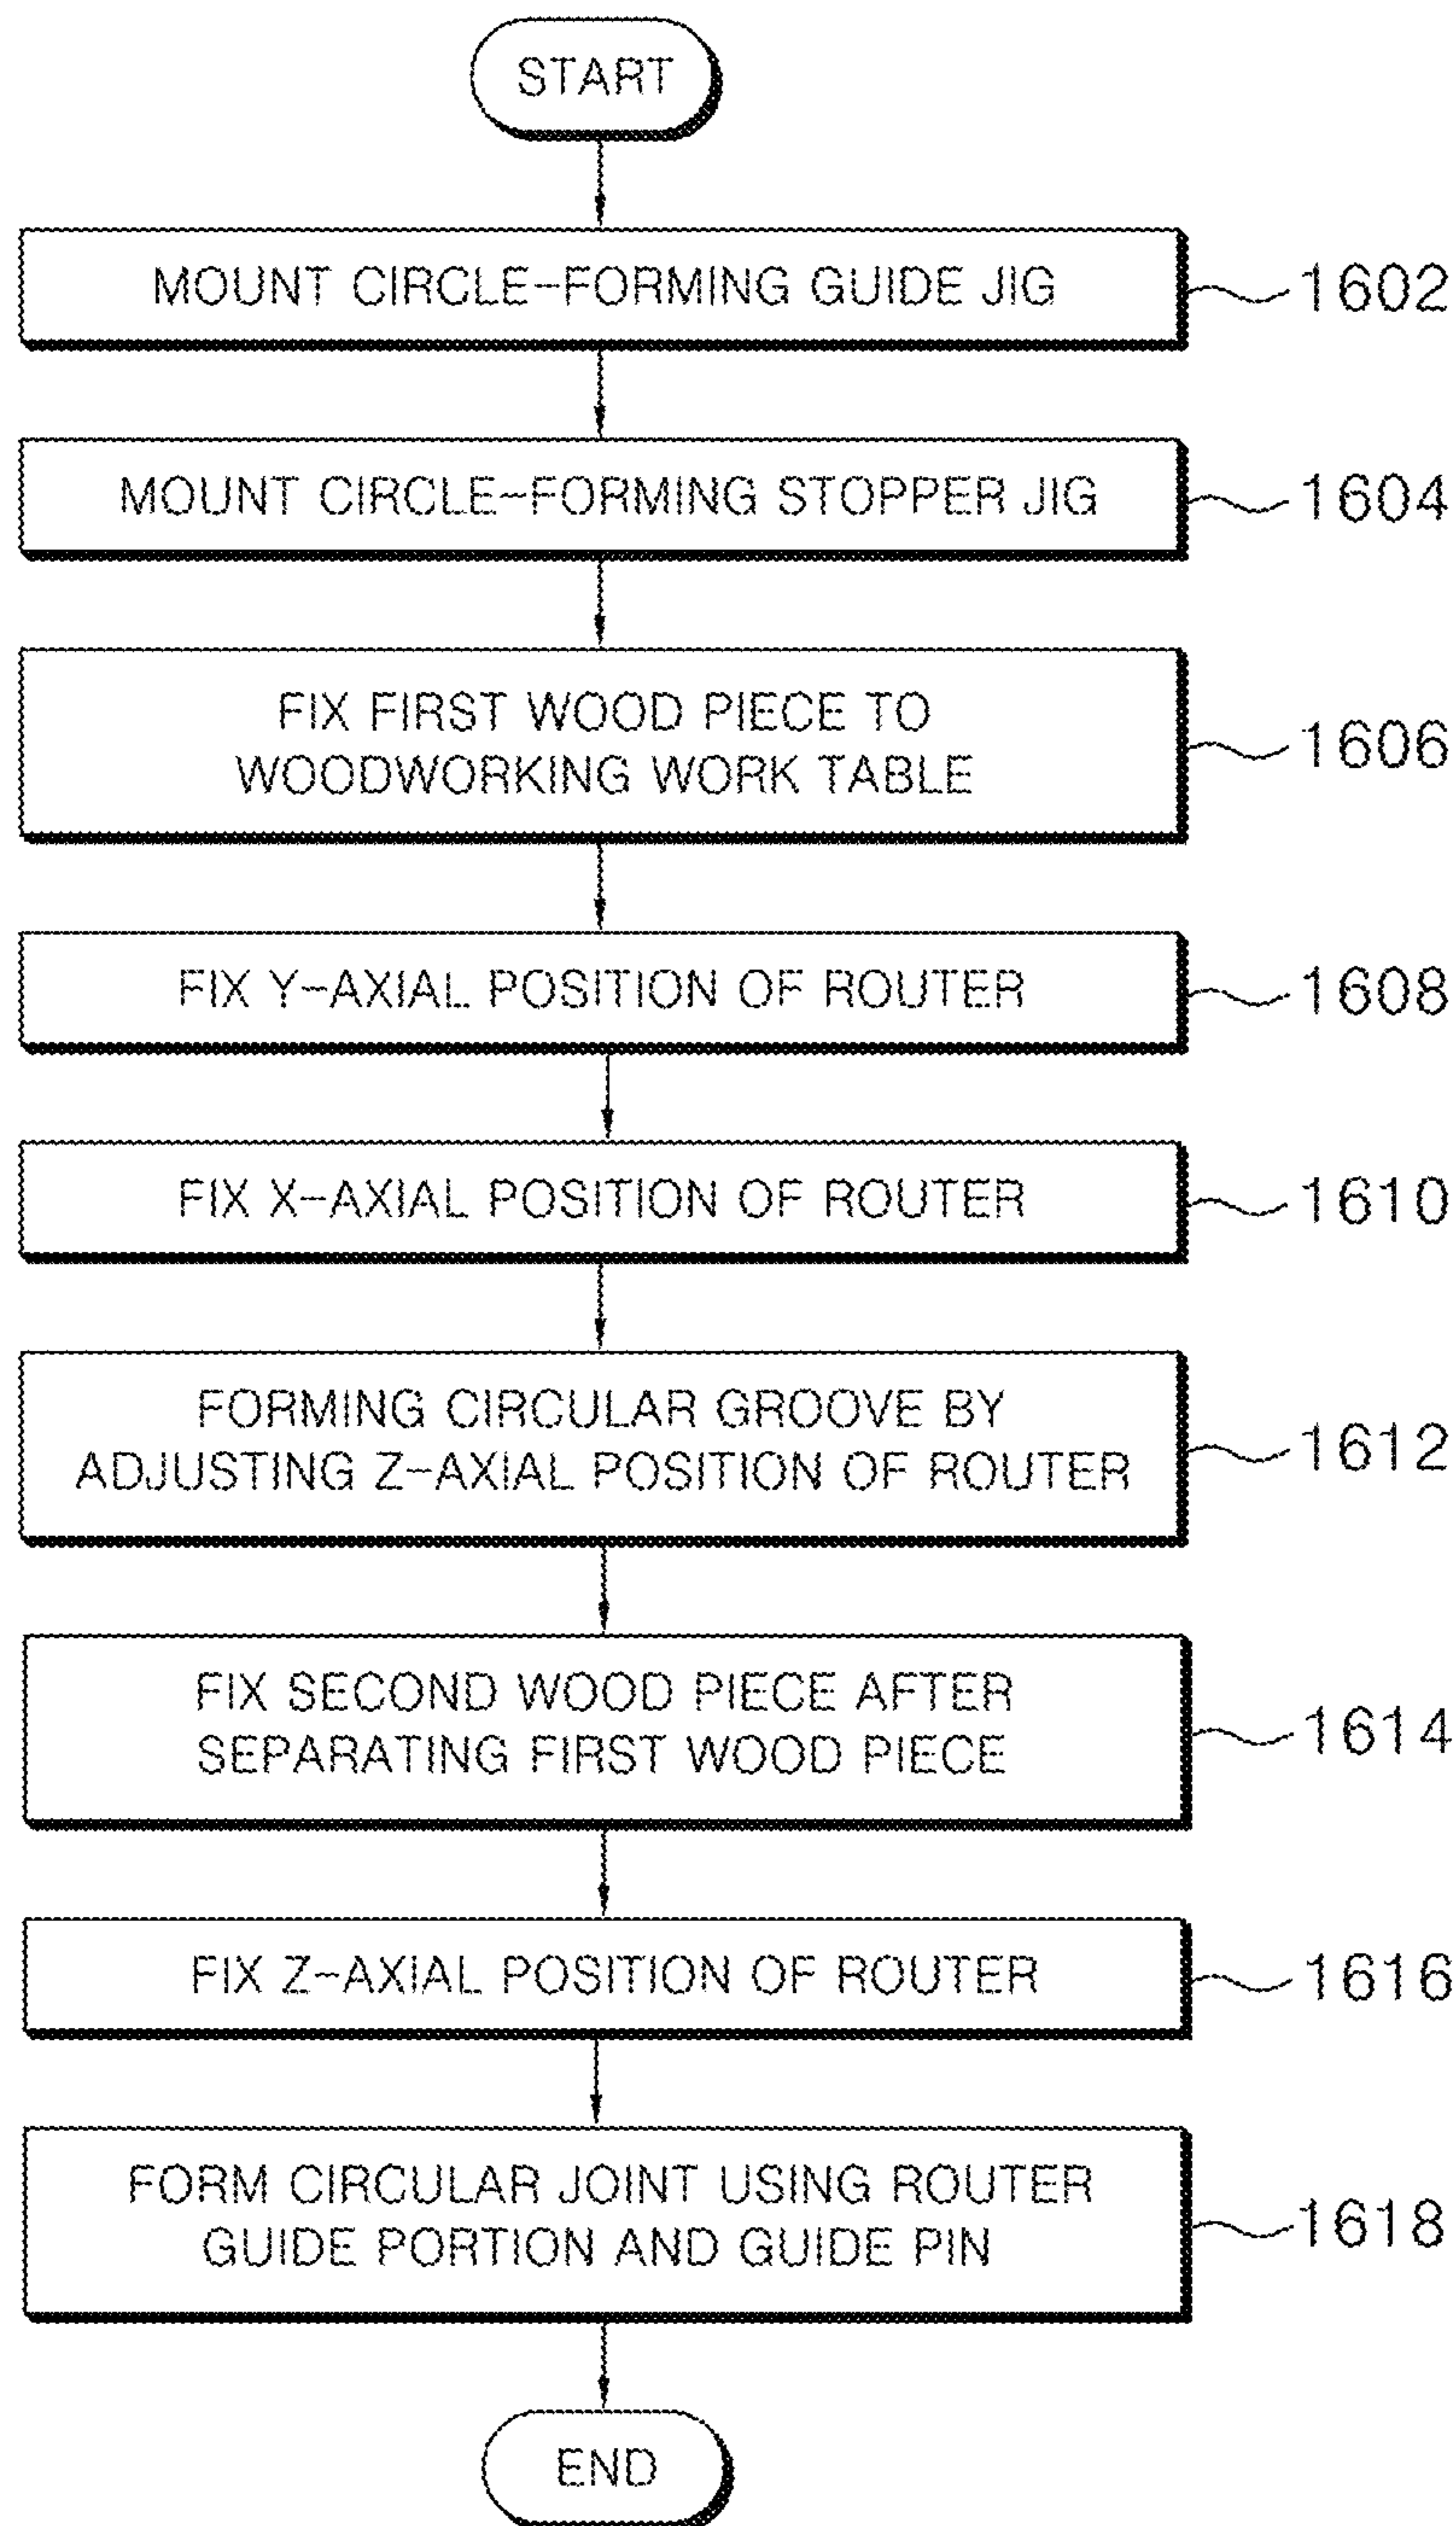 START
MOUNT CIRCLE-FORMING GUIDE JIG
1602
MOUNT CIRCLE-FORMING STOPPER JIG
1604
FIX FIRST WOOD PIECE TO
WOODWORKING WORK TABLE
1606
FIX Y-AXIAL POSITION OF ROUTER
1608
FIX X-AXIAL POSITION OF ROUTER
1610
FORMING CIRCULAR GROOVE BY
ADJUSTING Z-AXIAL POSITION OF ROUTER
1612
FIX SECOND WOOD PIECE AFTER
SEPARATING FIRST WOOD PIECE
1614
FIX Z-AXIAL POSITION OF ROUTER
1616
FORM CIRCULAR JOINT USING ROUTER
GUIDE PORTION AND GUIDE PIN
1618
END